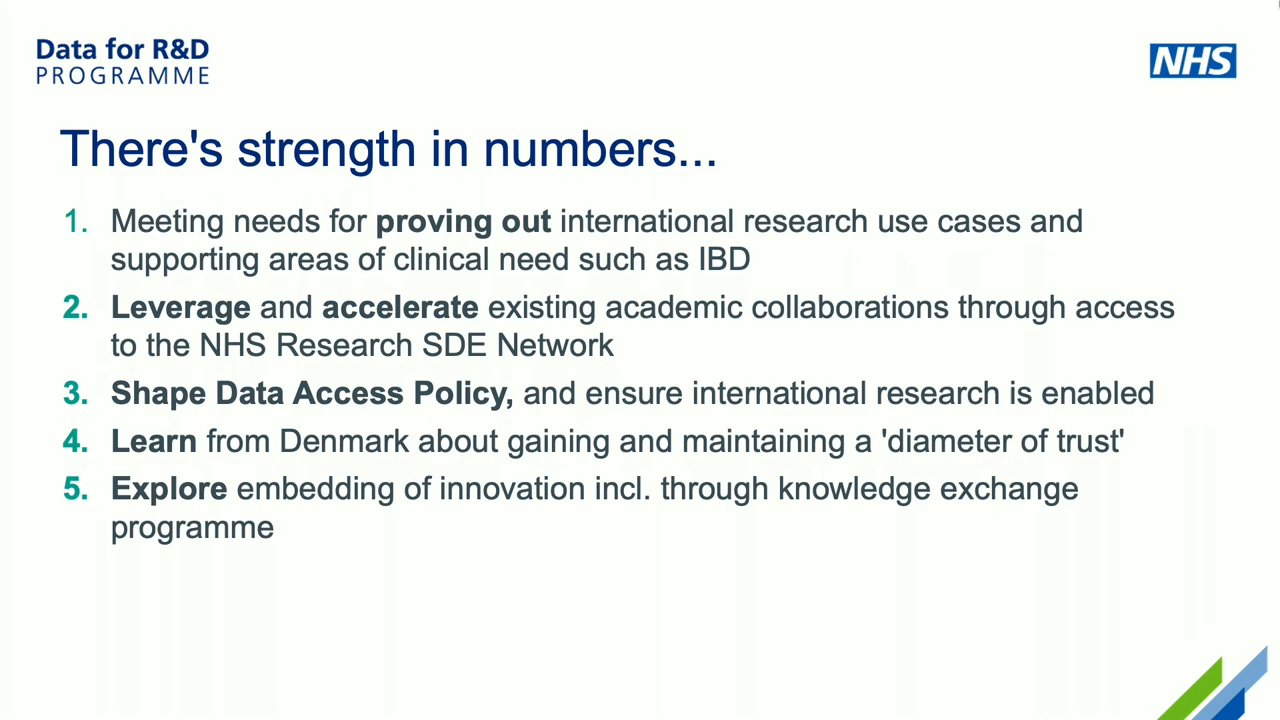 Data for R&D
PROGRAMME
NHS
There's strength in numbers...
1. Meeting needs for proving out international research use cases and
supporting areas of clinical need such as IBD
2. Leverage and accelerate existing academic collaborations through access
to the NHS Research SDE Network
3. Shape Data Access Policy, and ensure international research is enabled
4. Learn from Denmark about gaining and maintaining a 'diameter of trust'
5. Explore embedding of innovation incl. through knowledge exchange
programme